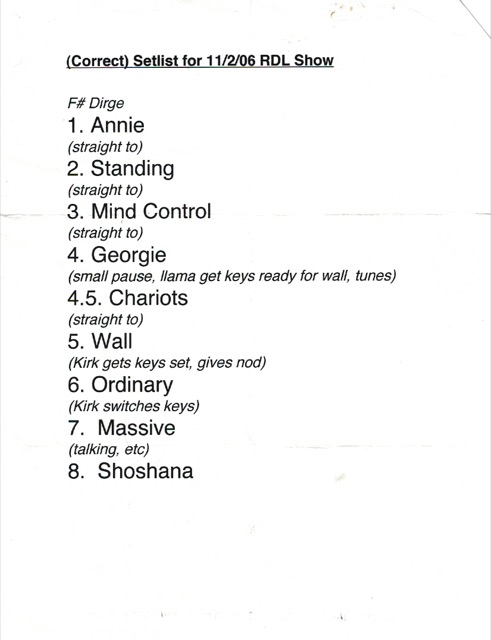 (Correct) Setlist for 11/2/06 RDL Show
F# Dirge
1. Annie
(straight to)
2. Standing
(straight to)
3. Mind Control
(straight to)
4. Georgie
(small pause, llama get keys ready for wall, tunes)
4.5. Chariots
(straight to)
5. Wall
(Kirk gets keys set, gives nod)
6. Ordinary
(Kirk switches keys)
7. Massive
(talking, etc)
8. Shoshana